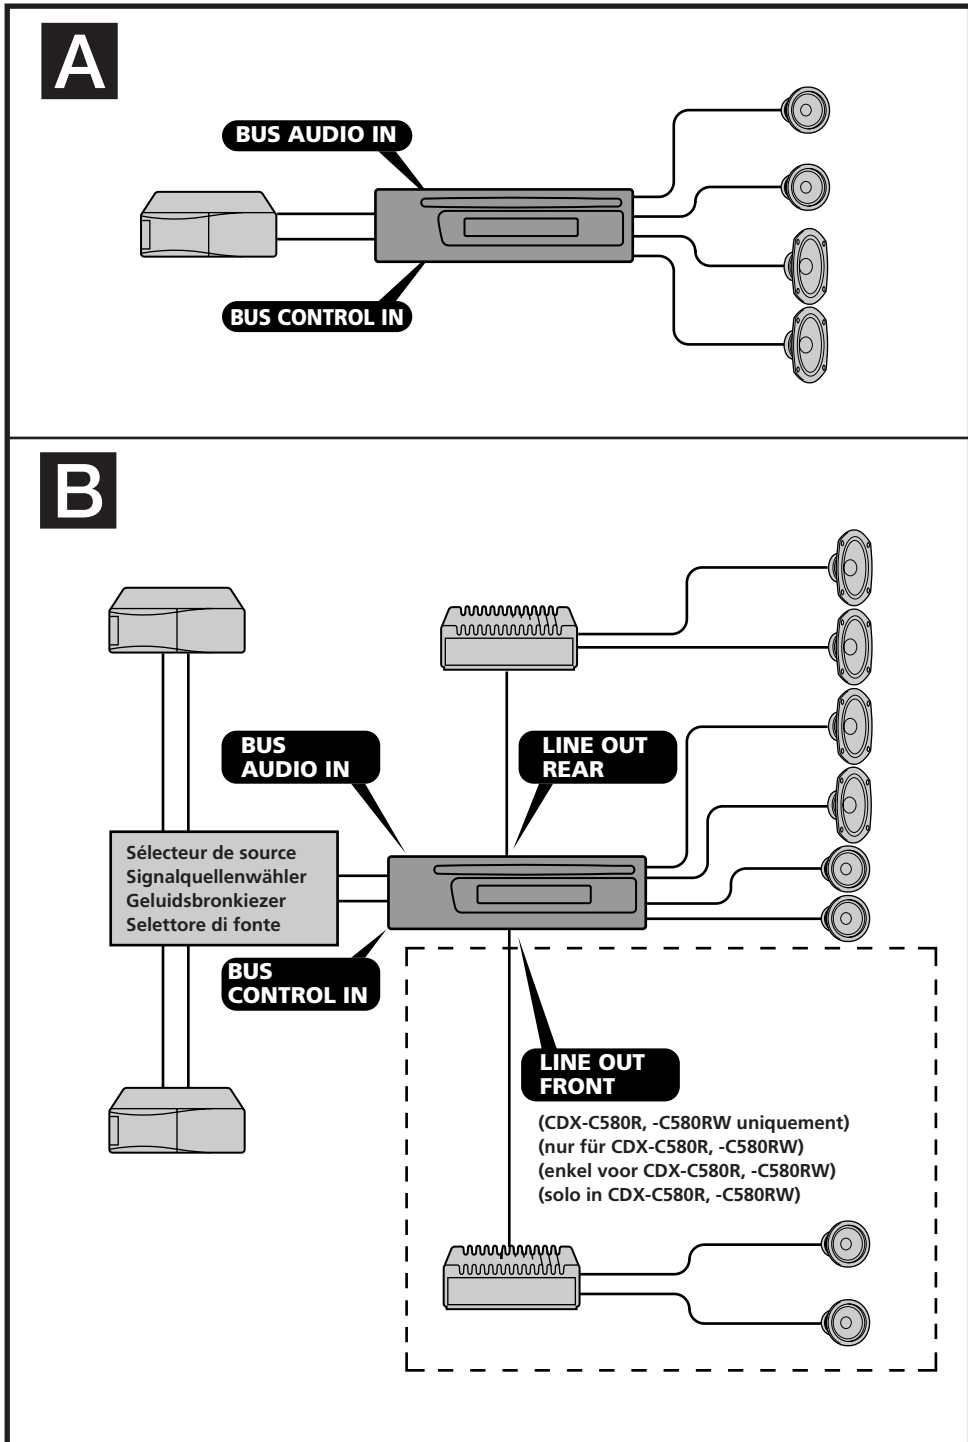 A
BUS AUDIO IN
BUS CONTROL IN
B
BUS
AUDIO IN
LINE OUT
REAR
Sélecteur de source
Signalquellenwähler
Geluidsbronkiezer
Selettore di fonte
BUS
CONTROL IN
LINE OUT
FRONT
(CDX-C580R, -C580RW uniquement)
(nur für CDX-C580R, -C580RW)
(enkel voor CDX-C580R, -C580RW)
(solo in CDX-C580R, -C580RW)